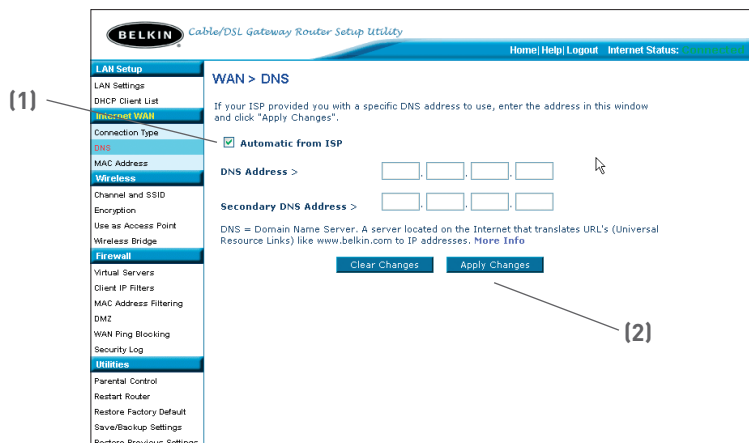 BELKIN Cable/DSL Gateway Router Setup Utility
Home| Help| Logout Internet Status: Connected
LAN Setup
LAN Settings
DHCP Client List
Internet WAN
Connection Type
DNS
MAC Address
Wireless
Channel and SSID
Encryption
Use as Access Point
Wireless Bridge
Firewall
Virtual Servers
Client IP Filters
MAC Address Filtering
DMZ
WAN Ping Blocking
Security Log
Utilities
Parental Control
Restart Router
Restore Factory Default
Save/Backup Settings
Restore Previous Settings
WAN > DNS
If your ISP provided you with a specific DNS address to use, enter the address in this window
and click "Apply Changes".
(1)
Automatic from ISP
DNS Address >
. . .
Secondary DNS Address >
. . .
DNS = Domain Name Server. A server located on the Internet that translates URL's (Universal
Resource Links) like www.belkin.com to IP addresses. More Info
Clear Changes Apply Changes
(2)